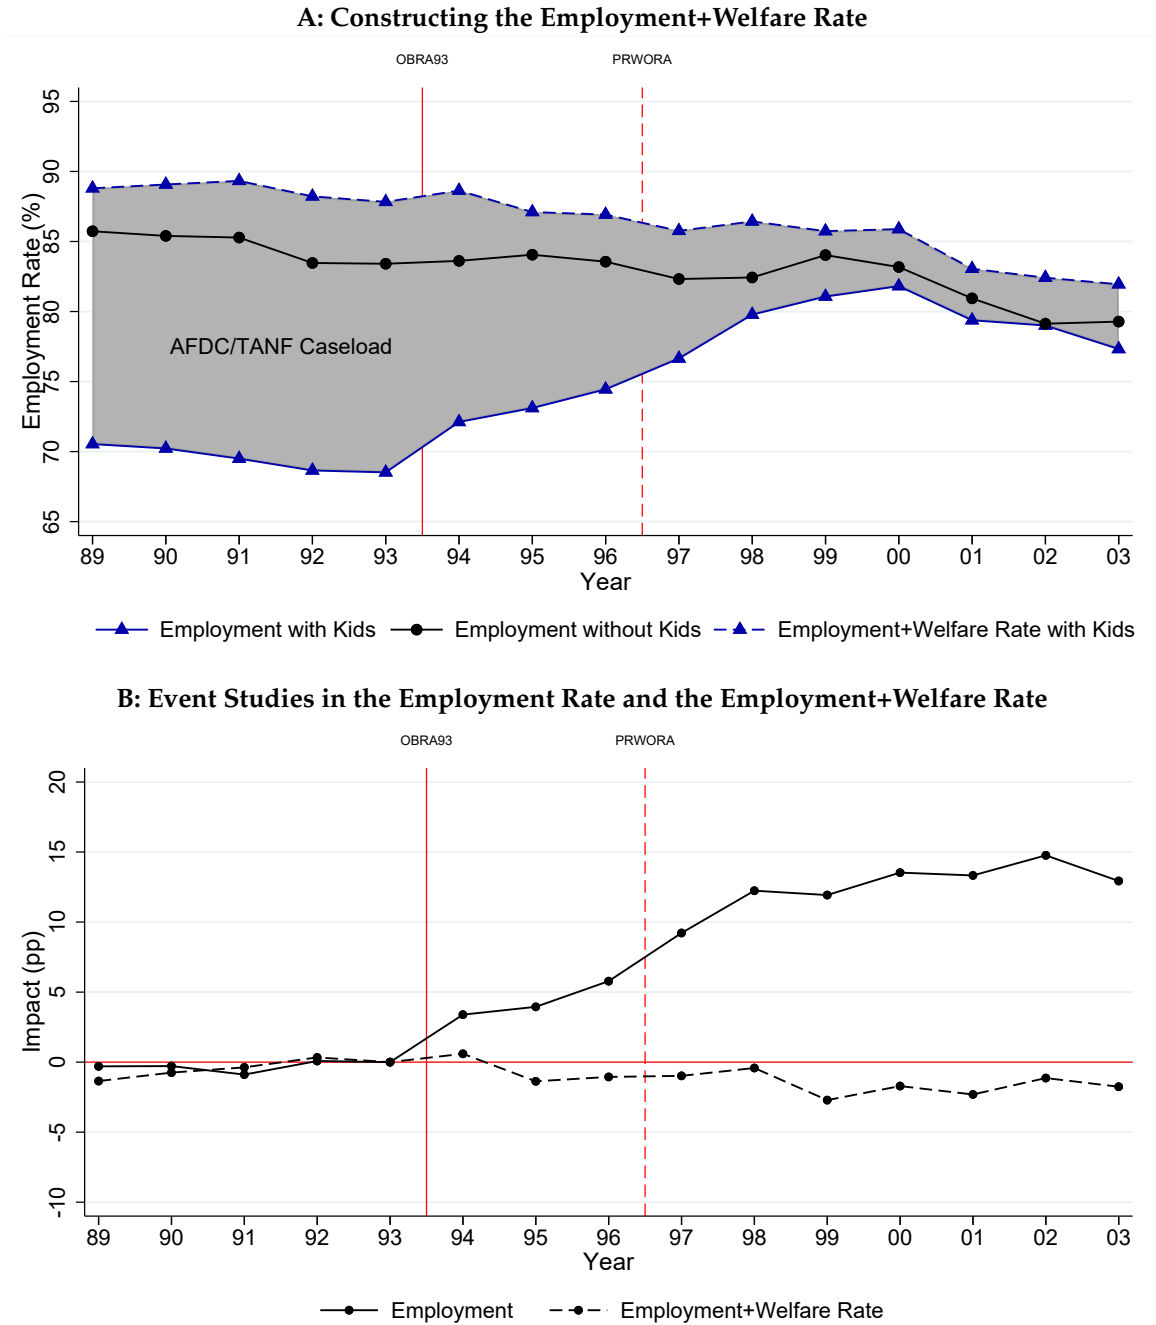 A: Constructing the Employment+Welfare Rate
OBRA93 PRWORA
95
90
85
80
75
70
65
Employment Rate (%)
AFDC/TANF Caseload
89 90 91 92 93 94 95 96 97 98 99 00 01 02 03
Year
Employment with Kids Employment without Kids Employment+Welfare Rate with Kids
B: Event Studies in the Employment Rate and the Employment+Welfare Rate
OBRA93 PRWORA
20
15
10
5
0
-5
-10
Impact (pp)
89 90 91 92 93 94 95 96 97 98 99 00 01 02 03
Year
Employment Employment+Welfare Rate